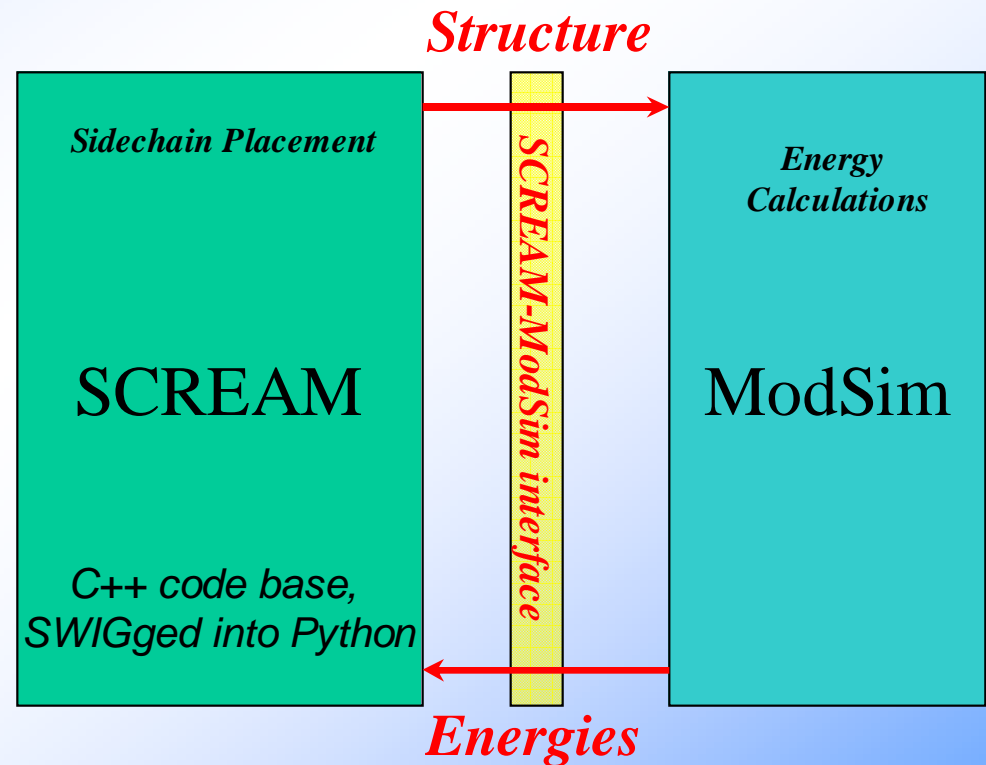 Structure
Sidechain Placement
SCREAM
C++ code base,
SWIGged into Python
SCREAM-ModSim interface
Energy
Calculations
ModSim
Energies